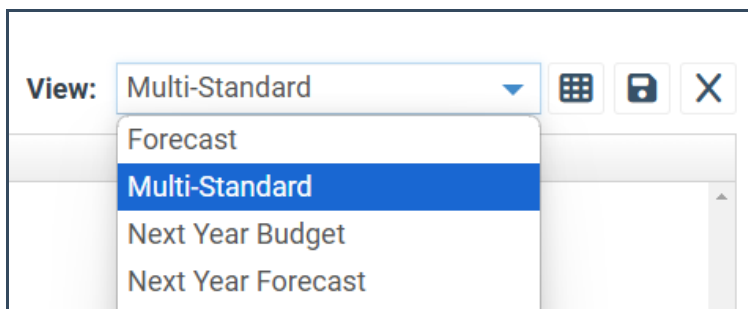 View: Multi-Standard
Forecast
Multi-Standard
Next Year Budget
Next Year Forecast